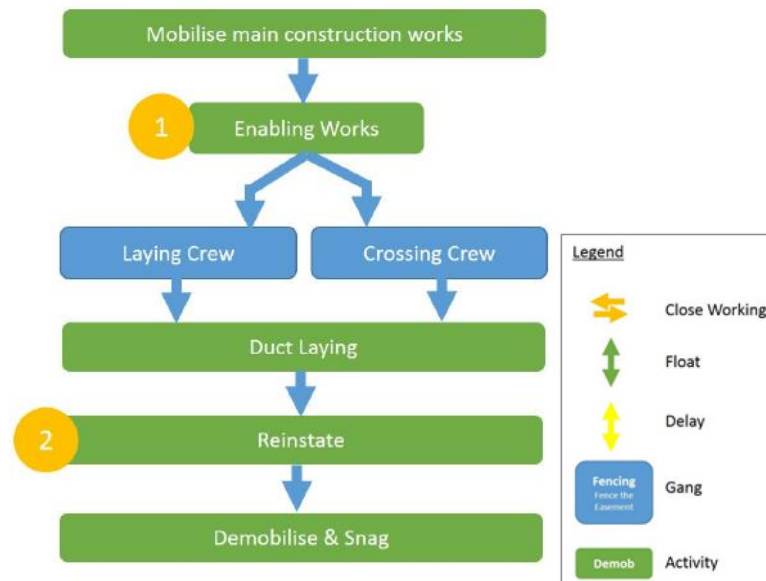 Mobilise main construction works
1
Enabling Works
Laying Crew
Crossing Crew
Duct Laying
2
Reinstate
Demobilise & Snag
Legend
Close Working
Float
Delay
Fencing
Fence the
Easement
Gang
Demob
Activity